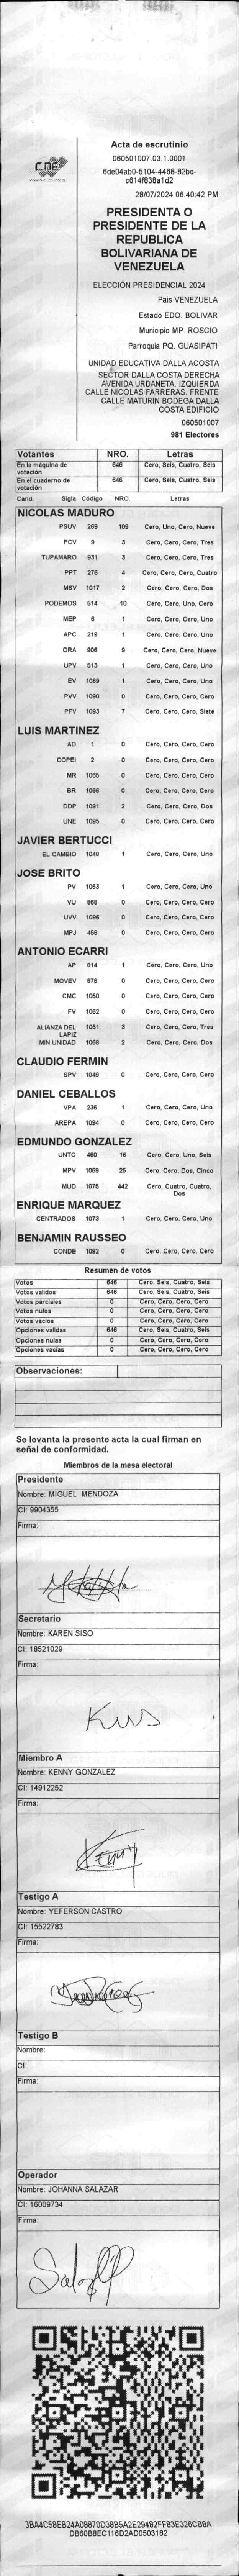 CNE
Acta de escrutinio
060501007.03.1.0001
6de04ab0-5104-4468-82bc-
c614f838a1d2
28/07/2024 06:40:42 PM
PRESIDENTA O
PRESIDENTE DE LA
REPUBLICA
BOLIVARIANA DE
VENEZUELA
ELECCIÓN PRESIDENCIAL 2024
Pais VENEZUELA
Estado EDO. BOLIVAR
Municipio MP. ROSCIO
Parroquia PQ. GUASIPATI
UNIDAD EDUCATIVA DALLA ACOSTA
SECTOR DALLA COSTA DERECHA
AVENIDA URDANETA. IZQUIERDA
CALLE NICOLAS FARRERAS. FRENTE
CALLE MATURIN BODEGA DALLA
COSTA EDIFICIO
060501007
981 Electores
Votantes NRO. Letras
En la máquina de votación 646 Cero, Seis, Cuatro, Seis
En el cuaderno de votación 646 Cero, Seis, Cuatro, Seis
Cand. Sigla Código NRO. Letras
NICOLAS MADURO
PSUV 269 109 Cero, Uno, Cero, Nueve
PCV 9 3 Cero, Cero, Cero, Tres
TUPAMARO 931 3 Cero, Cero, Cero, Tres
PPT 276 4 Cero, Cero, Cero, Cuatro
MSV 1017 2 Cero, Cero, Cero, Dos
PODEMOS 514 10 Cero, Cero, Uno, Cero
MEP 6 1 Cero, Cero, Cero, Uno
APC 219 1 Cero, Cero, Cero, Uno
ORA 906 9 Cero, Cero, Cero, Nueve
UPV 513 1 Cero, Cero, Cero, Uno
EV 1089 1 Cero, Cero, Cero, Uno
PVV 1090 0 Cero, Cero, Cero, Cero
PFV 1093 7 Cero, Cero, Cero, Siete
LUIS MARTINEZ
AD 1 0 Cero, Cero, Cero, Cero
COPEI 2 0 Cero, Cero, Cero, Cero
MR 1065 0 Cero, Cero, Cero, Cero
BR 1066 0 Cero, Cero, Cero, Cero
DDP 1091 2 Cero, Cero, Cero, Dos
UNE 1095 0 Cero, Cero, Cero, Cero
JAVIER BERTUCCI
EL CAMBIO 1048 1 Cero, Cero, Cero, Uno
JOSE BRITO
PV 1053 1 Cero, Cero, Cero, Uno
VU 868 0 Cero, Cero, Cero, Cero
UVV 1096 0 Cero, Cero, Cero, Cero
MPJ 458 0 Cero, Cero, Cero, Cero
ANTONIO ECARRI
AP 614 1 Cero, Cero, Cero, Uno
MOVEV 676 0 Cero, Cero, Cero, Cero
CMC 1050 0 Cero, Cero, Cero, Cero
FV 1062 0 Cero, Cero, Cero, Cero
ALIANZA DEL LAPIZ 1061 3 Cero, Cero, Cero, Tres
MIN UNIDAD 1068 2 Cero, Cero, Cero, Dos
CLAUDIO FERMIN
SPV 1049 0 Cero, Cero, Cero, Cero
DANIEL CEBALLOS
VPA 236 1 Cero, Cero, Cero, Uno
AREPA 1094 0 Cero, Cero, Cero, Cero
EDMUNDO GONZALEZ
UNTC 460 16 Cero, Cero, Uno, Seis
MPV 1069 25 Cero, Cero, Dos, Cinco
MUD 1075 442 Cero, Cuatro, Cuatro,
Dos
ENRIQUE MARQUEZ
CENTRADOS 1073 1 Cero, Cero, Cero, Uno
BENJAMIN RAUSSEO
CONDE 1092 0 Cero, Cero, Cero, Cero
Resumen de votos
Votos 646 Cero, Seis, Cuatro, Seis
Votos validos 646 Cero, Seis, Cuatro, Seis
Votos parciales 0 Cero, Cero, Cero, Cero
Votos nulos 0 Cero, Cero, Cero, Cero
Votos vacios 0 Cero, Cero, Cero, Cero
Opciones validas 646 Cero, Seis, Cuatro, Seis
Opciones nulas 0 Cero, Cero, Cero, Cero
Opciones vacias 0 Cero, Cero, Cero, Cero
Observaciones:
Se levanta la presente acta la cual firman en
señal de conformidad.
Miembros de la mesa electoral
Presidente
Nombre: MIGUEL MENDOZA
CI: 9904355
Firma:
Secretario
Nombre: KAREN SISO
CI: 18521029
Firma:
Miembro A
Nombre: KENNY GONZALEZ
CI: 14912252
Firma:
Kenny
Testigo A
Nombre: YEFERSON CASTRO
CI: 15522783
Firma:
Testigo B
Nombre:
CI:
Firma:
Operador
Nombre: JOHANNA SALAZAR
CI: 16009734
Firma:
3BA4C58EB24A08870D38B5A2E29482FF83E326CB8A
DB60B8EC116D2AD0503182